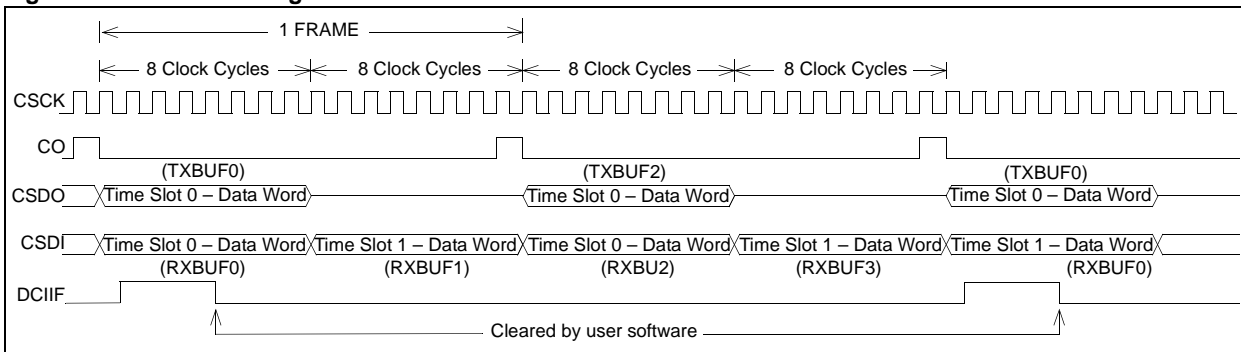 1 FRAME
8 Clock Cycles 8 Clock Cycles 8 Clock Cycles 8 Clock Cycles
CSCK
CO
(TXBUF0) (TXBUF2) (TXBUF0)
CSDO Time Slot 0 – Data Word Time Slot 0 – Data Word Time Slot 0 – Data Word
CSDI Time Slot 0 – Data Word Time Slot 1 – Data Word Time Slot 0 – Data Word Time Slot 1 – Data Word Time Slot 1 – Data Word
(RXBUF0) (RXBUF1) (RXBU2) (RXBUF3) (RXBUF0)
DCIIF
Cleared by user software